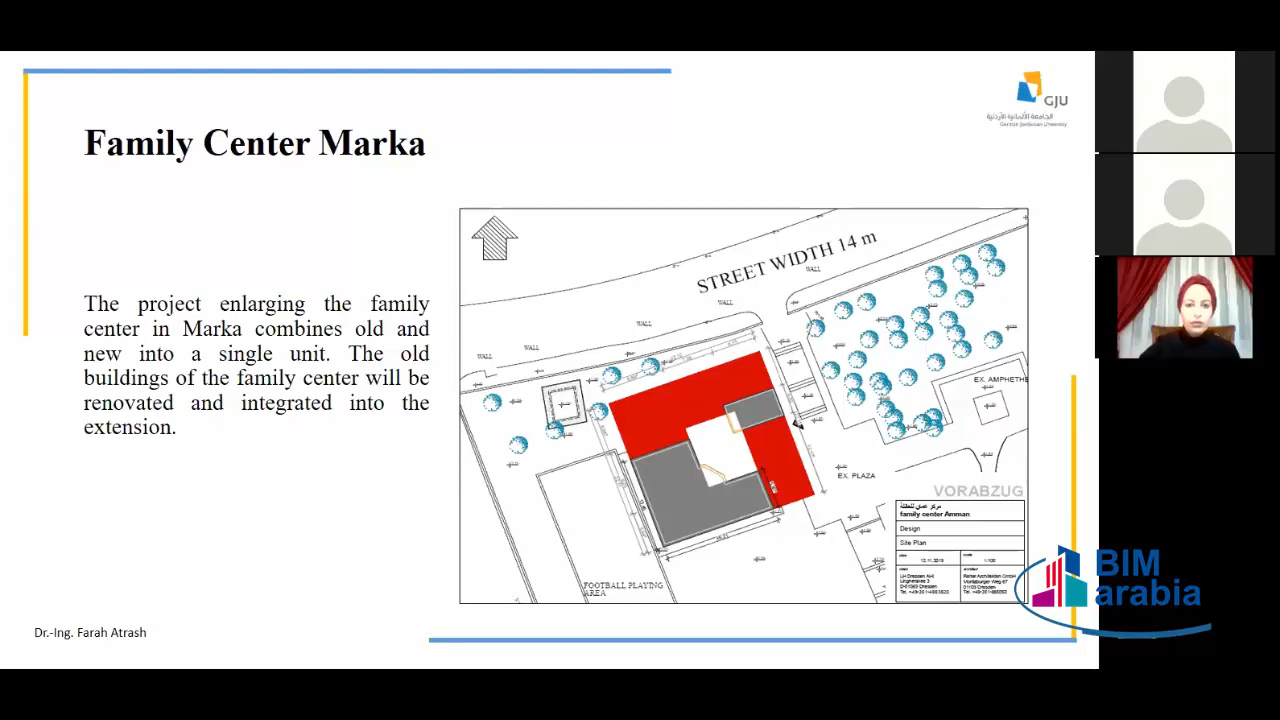 GJU
الجامعة الألمانية الأردنية
German Jordanian University
Family Center Marka
The project enlarging the family
center in Marka combines old and
new into a single unit. The old
buildings of the family center will be
renovated and integrated into the
extension.
STREET WIDTH 14 m
WALL
WALL
WALL
WALL
WALL
EX. AMPHETHE
EX. PLAZA
FOOTBALL PLAYING
AREA
VORABZUG
family center Amman
Design
Site Plan
BIM
arabia
Dr.-Ing. Farah Atrash